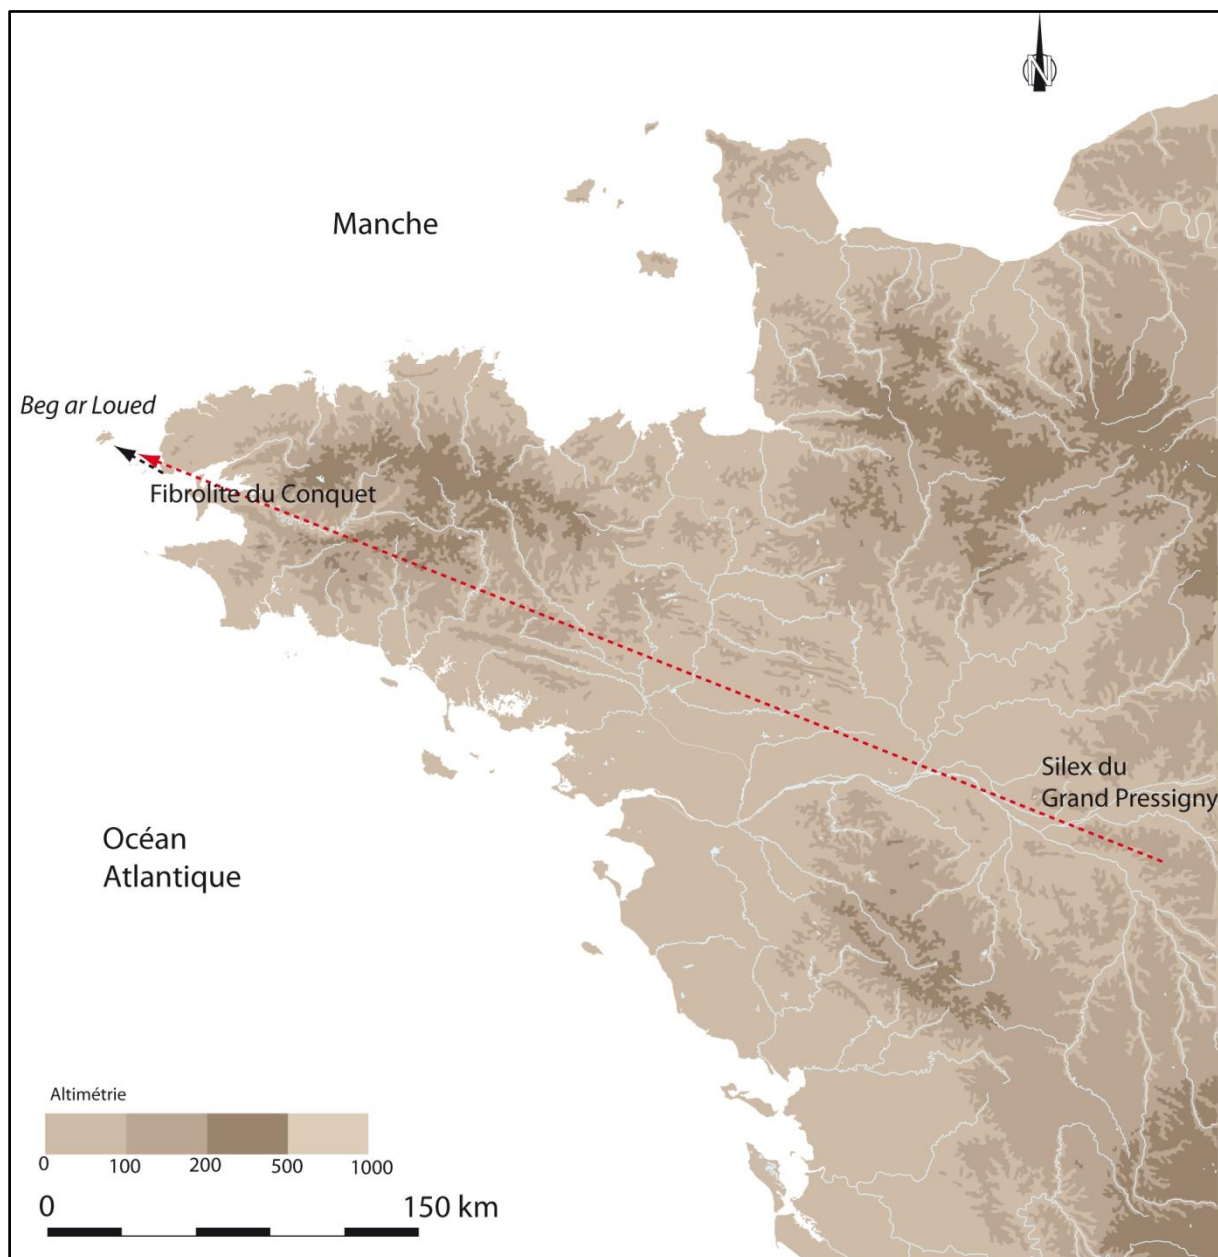 N
Manche
Beg ar Loued
Fibrolite du Conquet
Silex du
Grand Pressigny
Océan
Atlantique
Altimétrie
0 100 200 500 1000
0 150 km